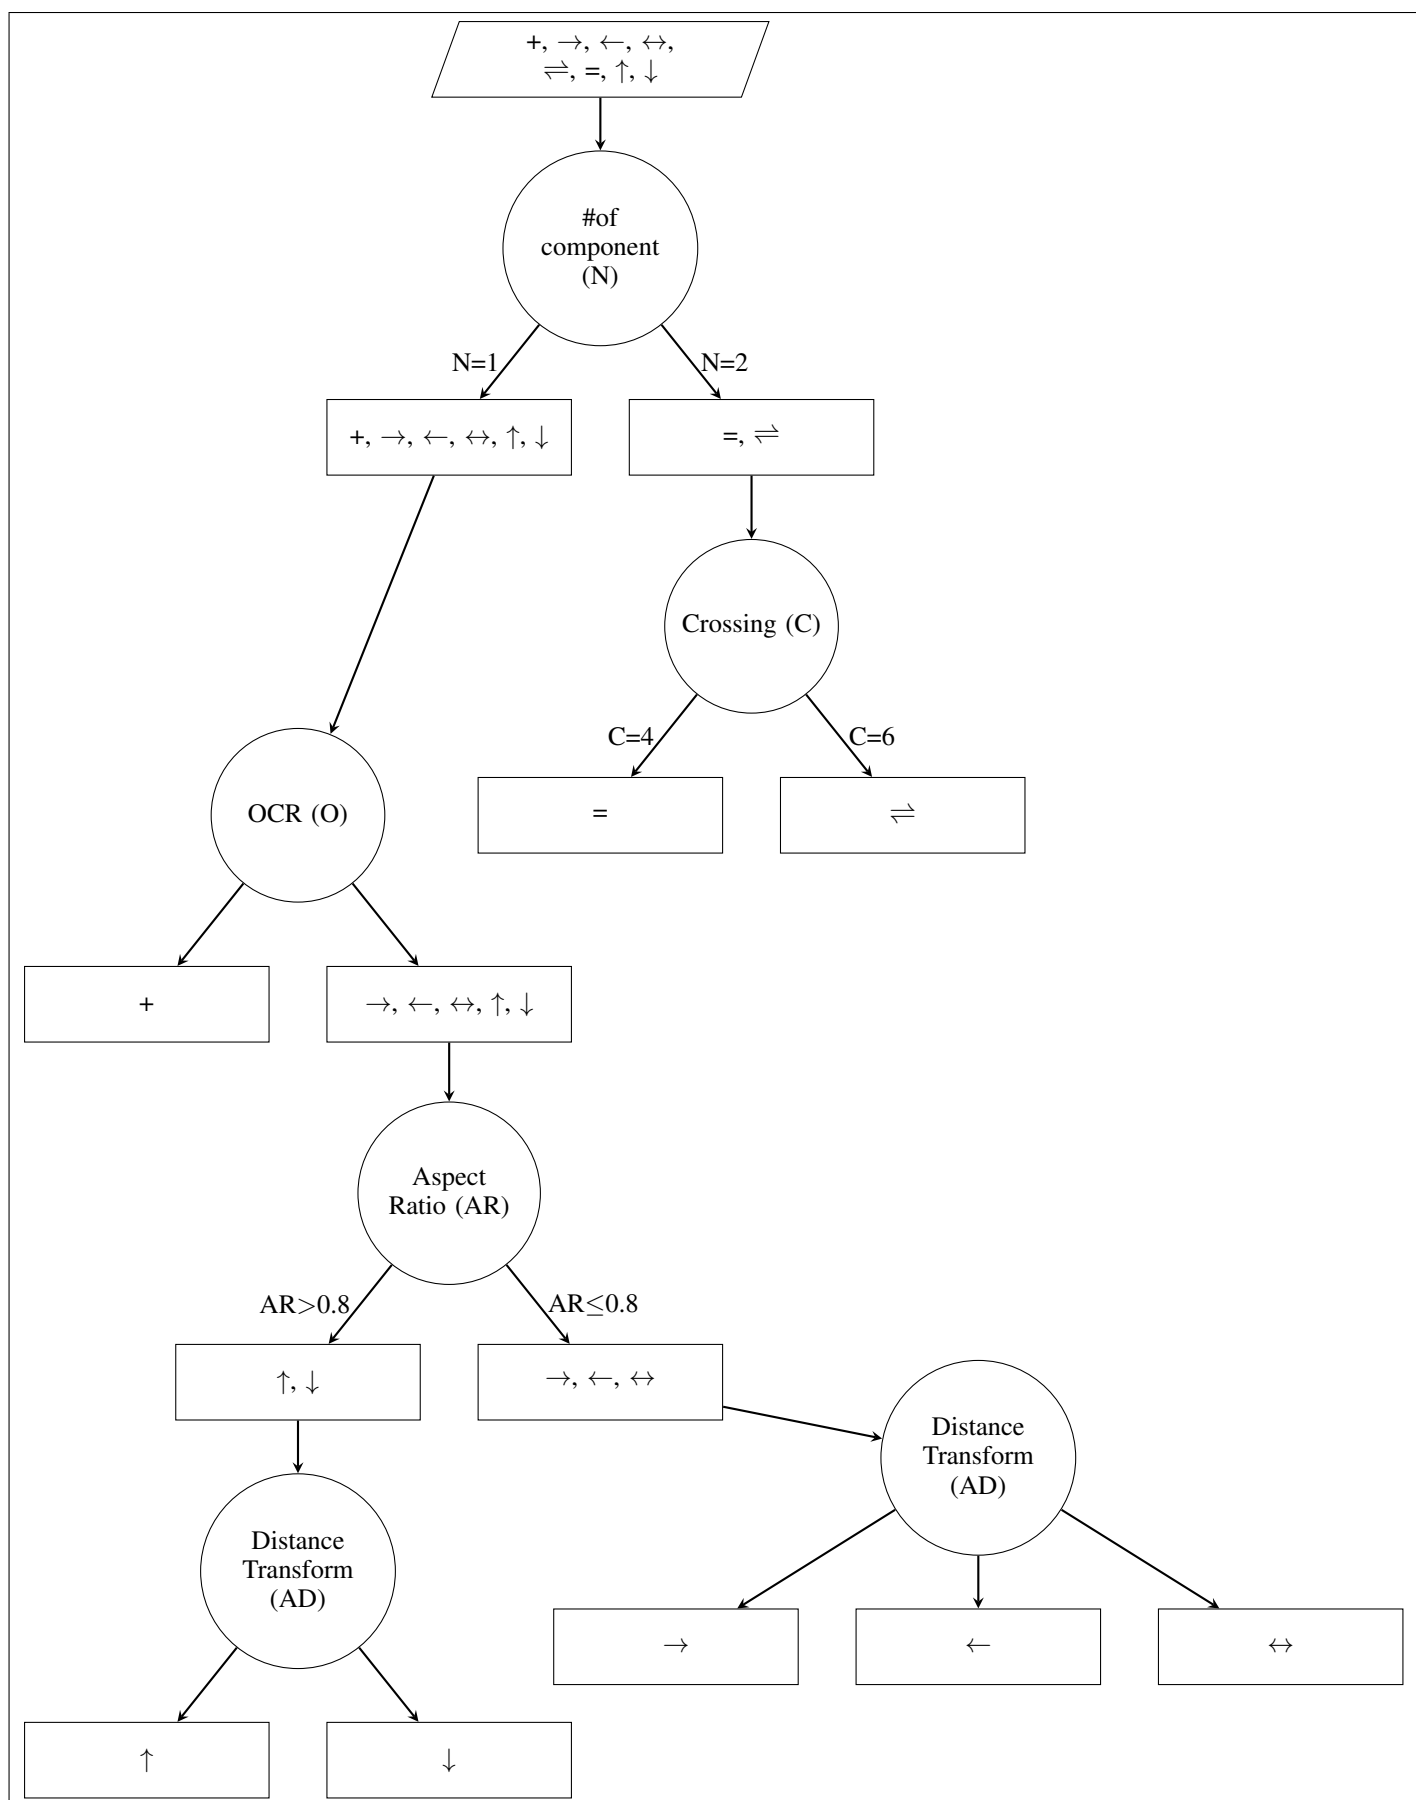 +, →, ←, ↔,
⇌, =, ↑, ↓
#of
component
(N)
N=1
N=2
+, →, ←, ↔, ↑, ↓
=, ⇌
Crossing (C)
C=4
C=6
=
⇌
OCR (O)
+
→, ←, ↔, ↑, ↓
Aspect
Ratio (AR)
AR>0.8
AR≤0.8
↑, ↓
→, ←, ↔
Distance
Transform
(AD)
Distance
Transform
(AD)
→
←
↔
↑
↓